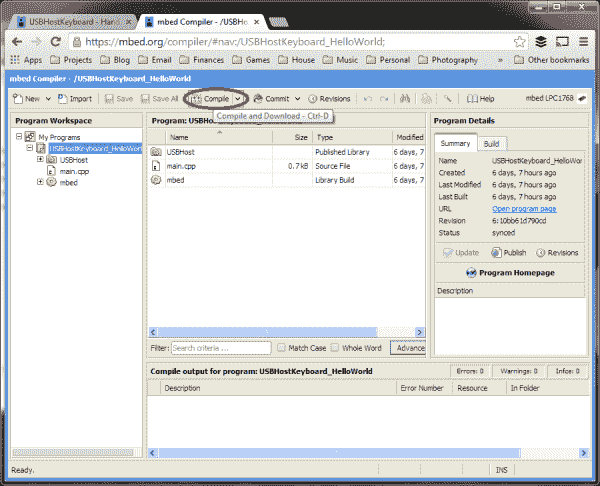 USBHostKeyboard - Hand
mbed Compiler - /USBHo
https://mbed.org/compiler/#nav:/USBHostKeyboard_HelloWorld;
Apps Projects Blog Email Finances Games House Music Travel Other bookmarks
mbed Compiler - /USBHostKeyboard_HelloWorld
New Import Save Save All Compile Commit Revisions Help mbed LPC1768
Compile and Download - Ctrl-D
Program Workspace
My Programs
USBHostKeyboard_HelloWorl
USBHost
main.cpp
mbed
Program: USBHos
Name Size Type Modified
USBHost Published Library 6 days, 7
main.cpp 0.7 kB Source File 6 days, 7
mbed Library Build 6 days, 7
Filter: Search criteria ... Match Case Whole Word Advance
Program Details
Summary Build
Name USBHostKeyboard_HelloWor
Created 6 days, 7 hours ago
Last Modified 6 days, 7 hours ago
Last Built 6 days, 7 hours ago
URL Open program page
Revision 6:10bb61d790cd
Status synced
Update Publish Revisions
Program Homepage
Description
Compile output for program: USBHostKeyboard_HelloWorld Errors: 0 Warnings: 0 Infos: 0
Description Error Number Resource In Folder
Ready. INS